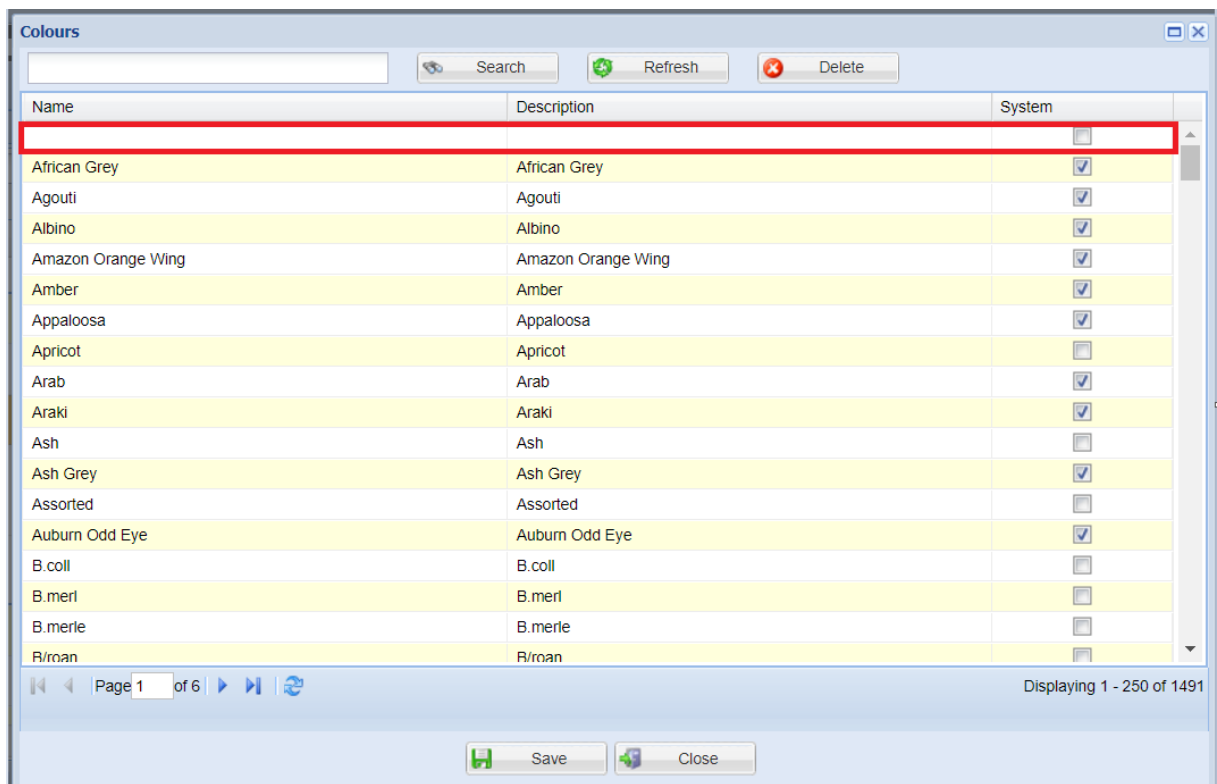 Colours
Search Refresh Delete
Name Description System
African Grey African Grey
Agouti Agouti
Albino Albino
Amazon Orange Wing Amazon Orange Wing
Amber Amber
Appaloosa Appaloosa
Apricot Apricot
Arab Arab
Araki Araki
Ash Ash
Ash Grey Ash Grey
Assorted Assorted
Auburn Odd Eye Auburn Odd Eye
B.coll B.coll
B.merl B.merl
B.merle B.merle
B/roan B/roan
Page 1 of 6 Displaying 1 - 250 of 1491
Save Close